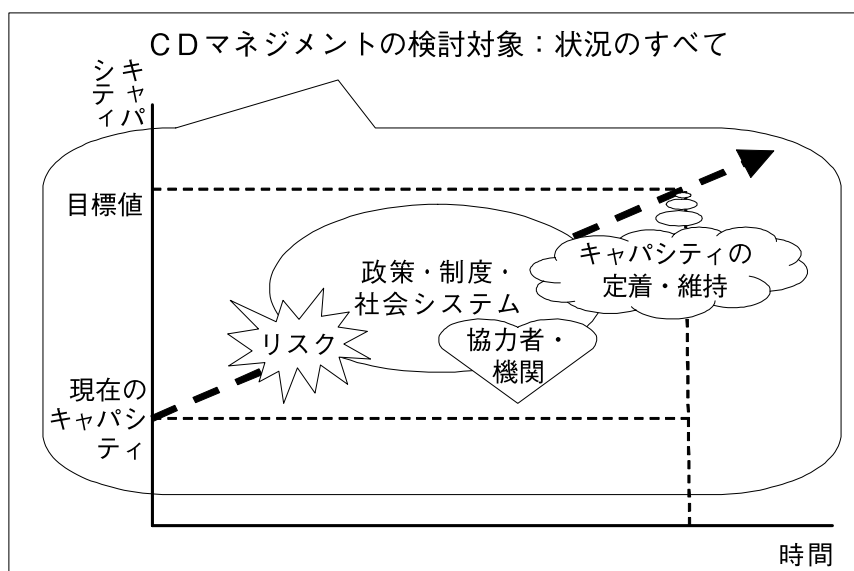 CDマネジメントの検討対象：状況のすべて
キャパ
シティ
目標値
キャパシティの
定着・維持
政策・制度・
社会システム
リスク
協力者・
機関
現在の
キャパシ
ティ
時間